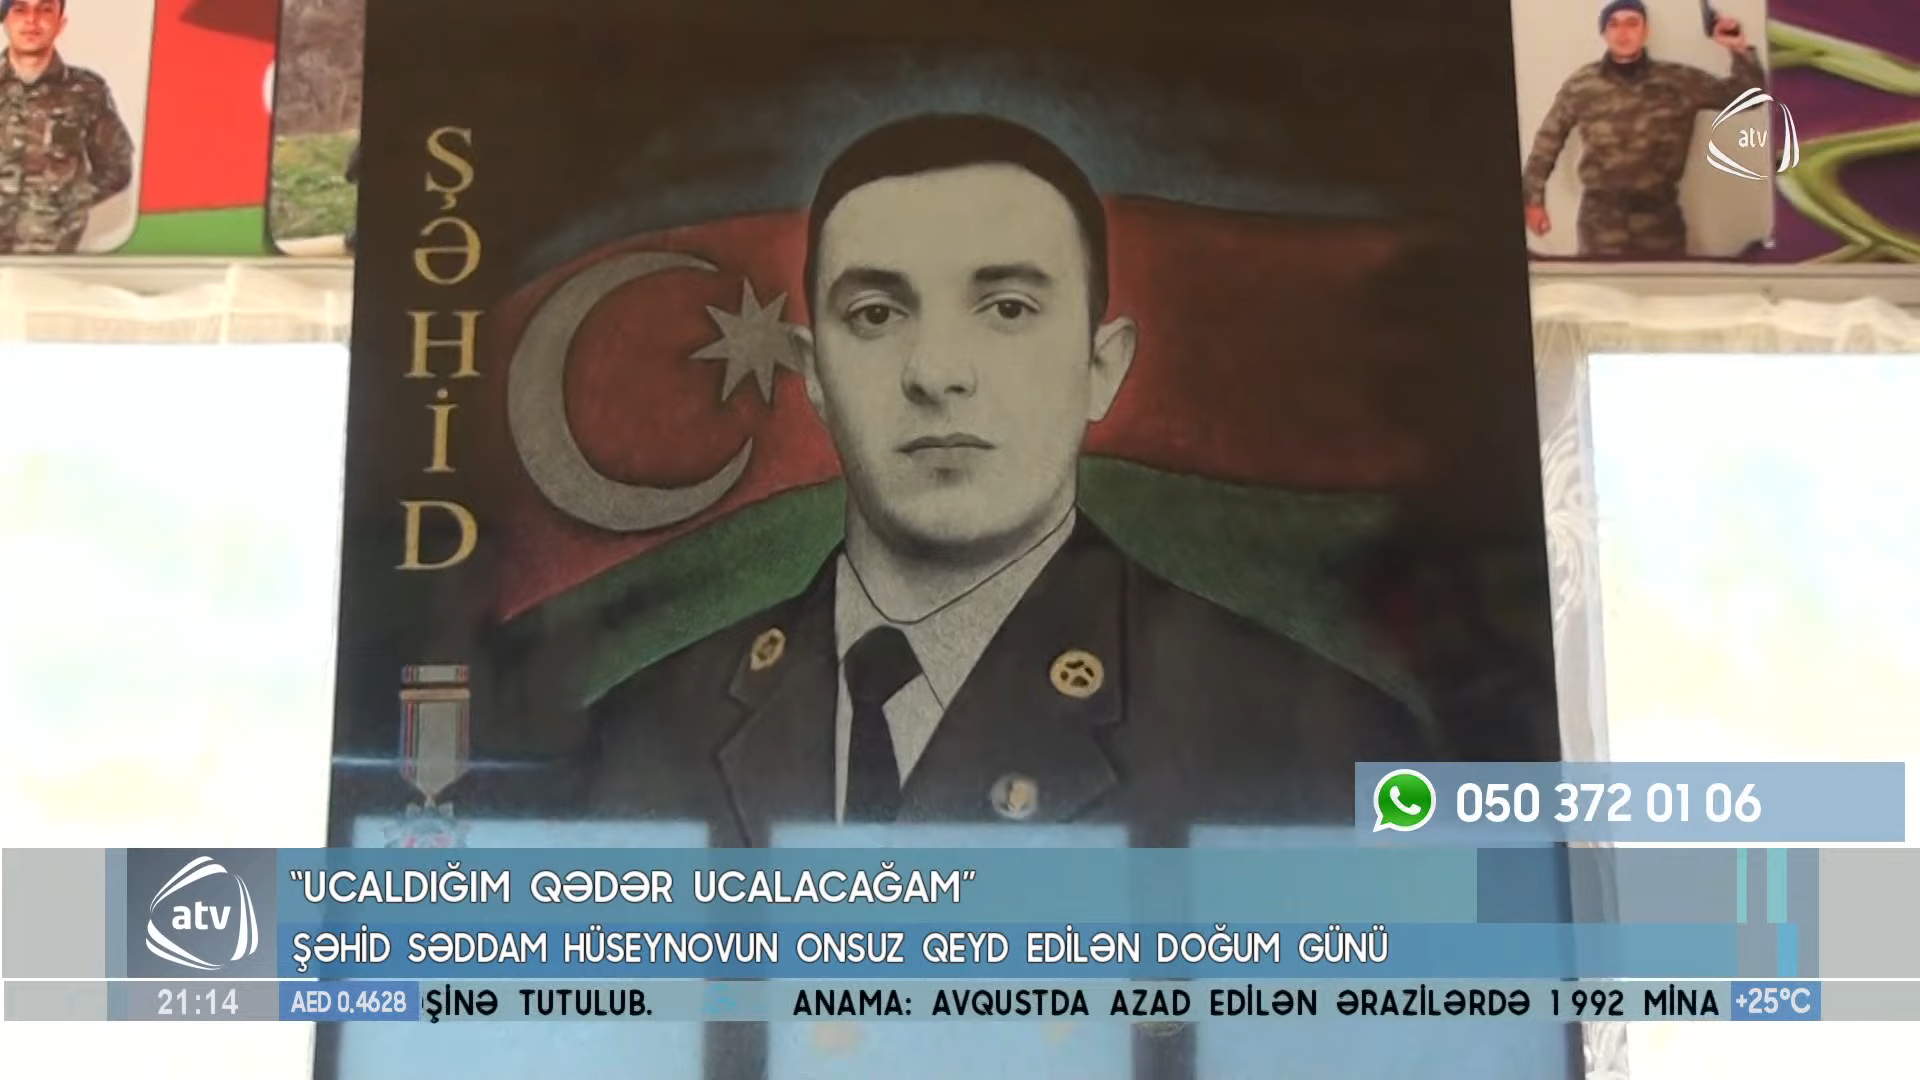 ŞƏHİD
atv
050 372 01 06
atv
"UCALDIĞIM QƏDƏR UCALACAĞAM"
ŞƏHİD SƏDDAM HÜSEYNOVUN ONSUZ QEYD EDİLƏN DOĞUM GÜNÜ
21:14 AED 0.4628 ŞİNƏ TUTULUB. ANAMA: AVQUSTDA AZAD EDİLƏN ƏRAZİLƏRDƏ 1 992 MİNA +25°C